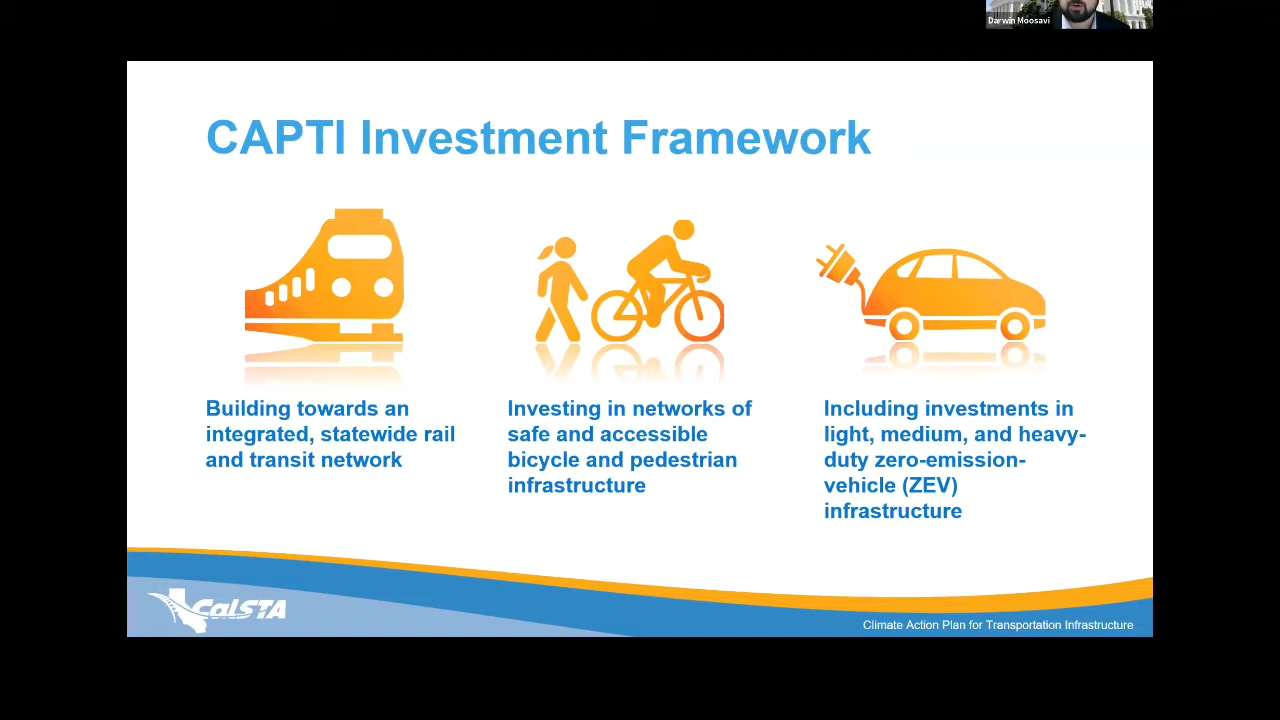 Darwin Moosavi
CAPTI Investment Framework
Building towards an
integrated, statewide rail
and transit network
Investing in networks of
safe and accessible
bicycle and pedestrian
infrastructure
Including investments in
light, medium, and heavy-
duty zero-emission-
vehicle (ZEV)
infrastructure
CalSTA
Climate Action Plan for Transportation Infrastructure